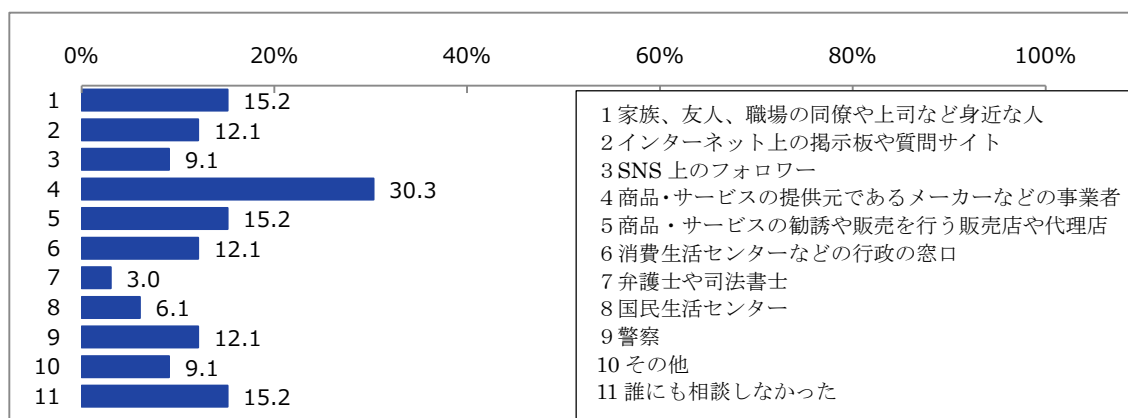 0% 20% 40% 60% 80% 100%
1 15.2
2 12.1
3 9.1
4 30.3
5 15.2
6 12.1
7 3.0
8 6.1
9 12.1
10 9.1
11 15.2
1 家族、友人、職場の同僚や上司など身近な人
2 インターネット上の掲示板や質問サイト
3 SNS 上のフォロワー
4 商品・サービスの提供元であるメーカーなどの事業者
5 商品・サービスの勧誘や販売を行う販売店や代理店
6 消費生活センターなどの行政の窓口
7 弁護士や司法書士
8 国民生活センター
9 警察
10 その他
11 誰にも相談しなかった